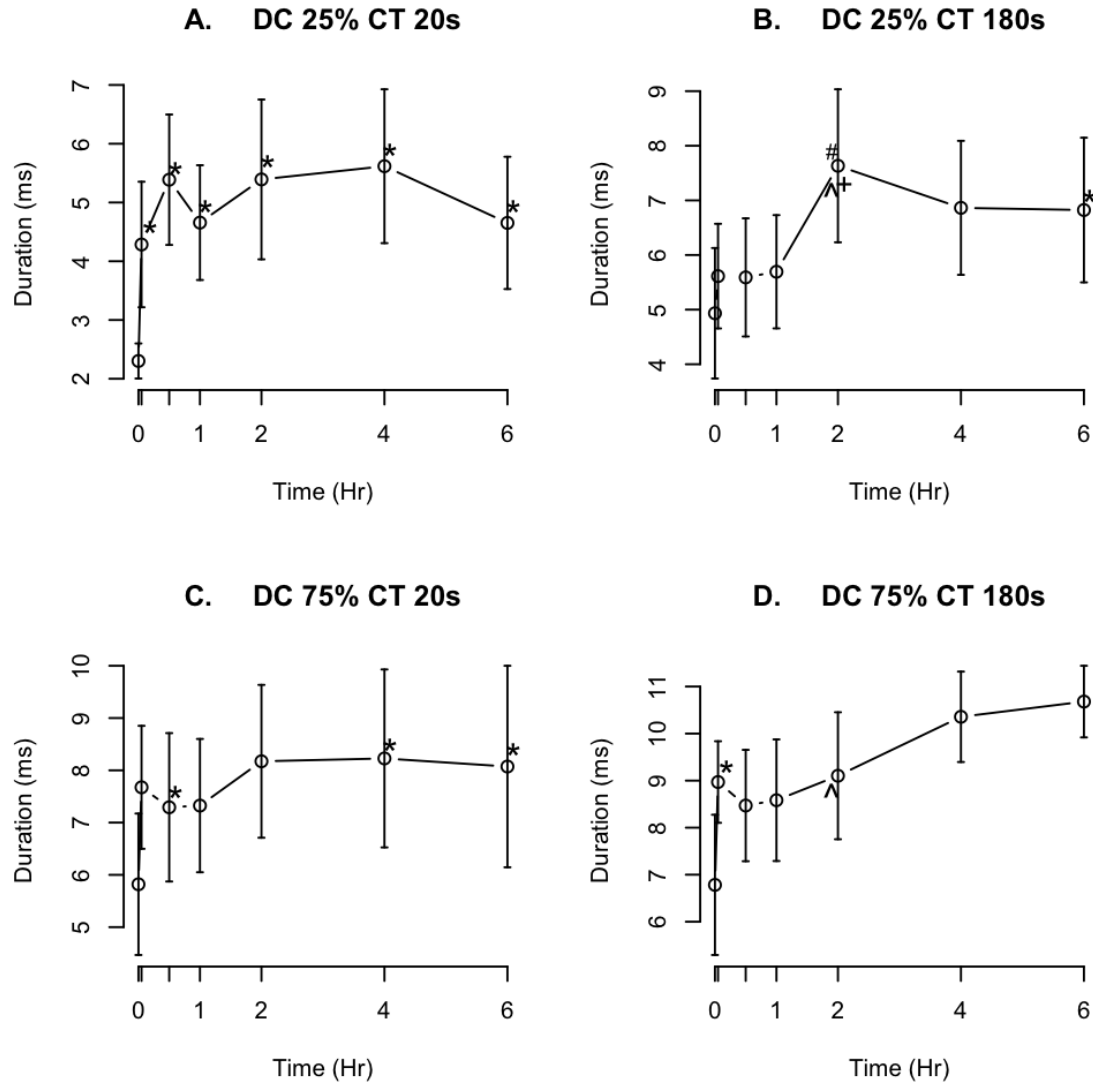 A. DC 25% CT 20s
Duration (ms)
7
6
5
4
3
2
* * * * * *
0 1 2 4 6
Time (Hr)
B. DC 25% CT 180s
Duration (ms)
9
8
7
6
5
4
#
^ + *
0 1 2 4 6
Time (Hr)
C. DC 75% CT 20s
Duration (ms)
10
9
8
7
6
5
* * *
0 1 2 4 6
Time (Hr)
D. DC 75% CT 180s
Duration (ms)
11
10
9
8
7
6
* ^
0 1 2 4 6
Time (Hr)